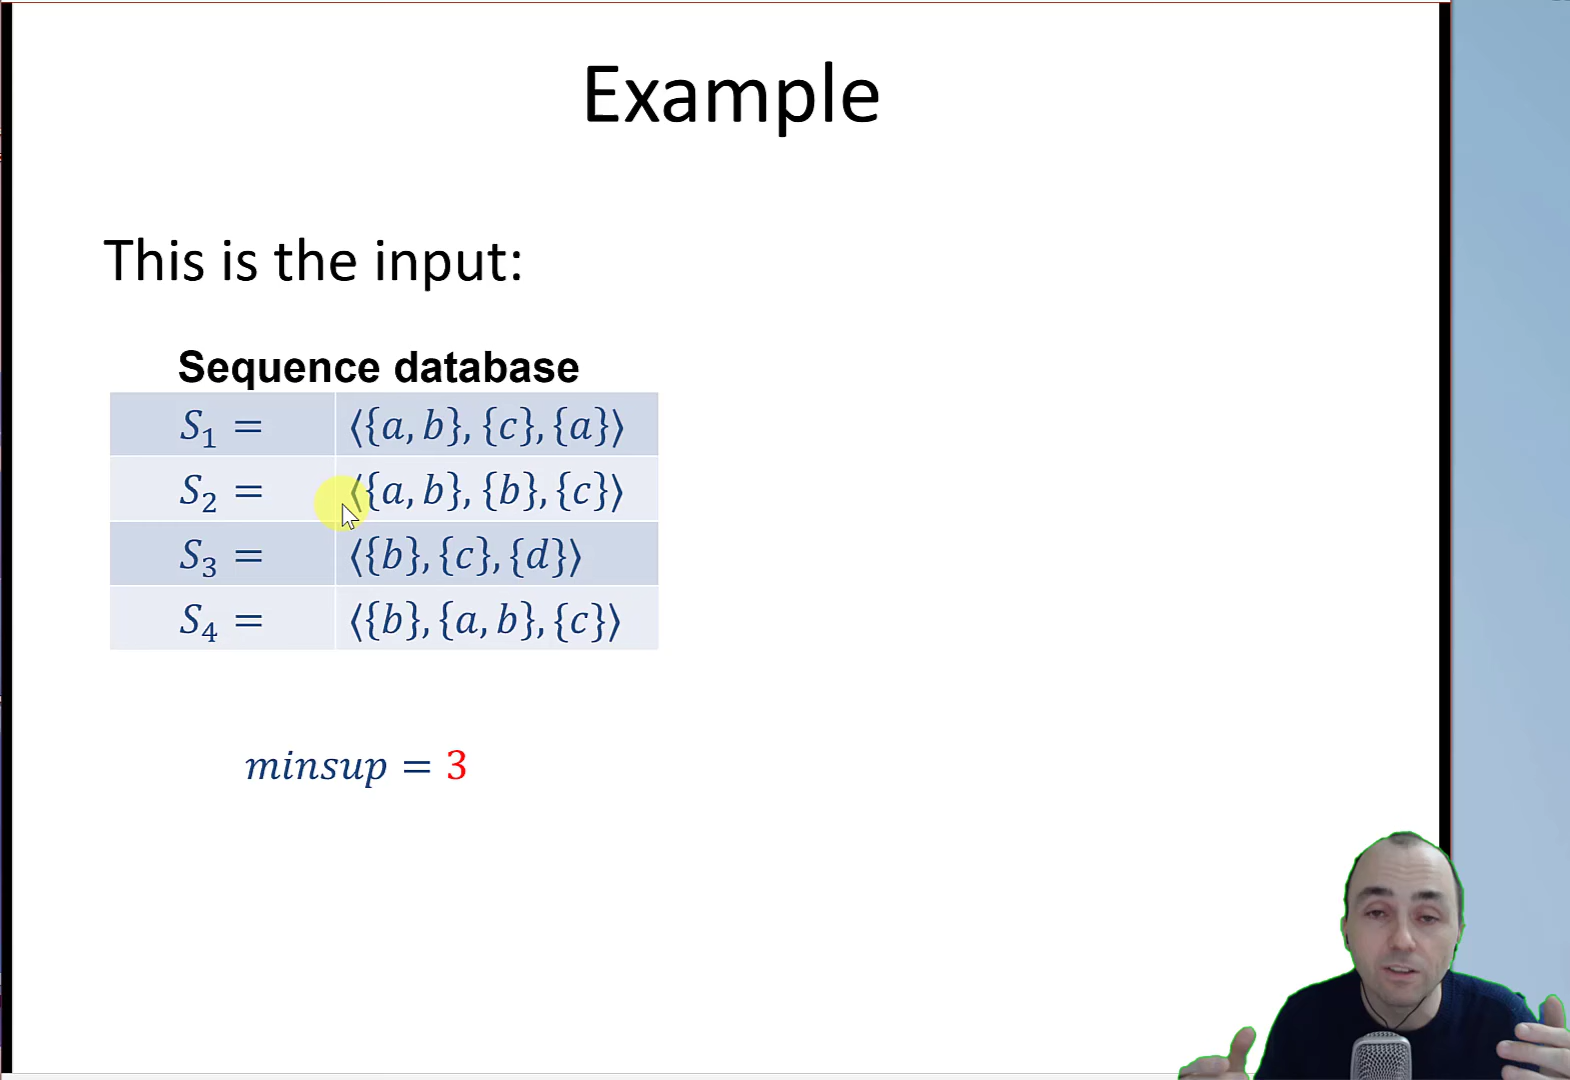 Example
This is the input:
Sequence database
S₁ = ⟨{a, b}, {c}, {a}⟩
S₂ = ⟨{a, b}, {b}, {c}⟩
S₃ = ⟨{b}, {c}, {d}⟩
S₄ = ⟨{b}, {a, b}, {c}⟩
minsup = 3